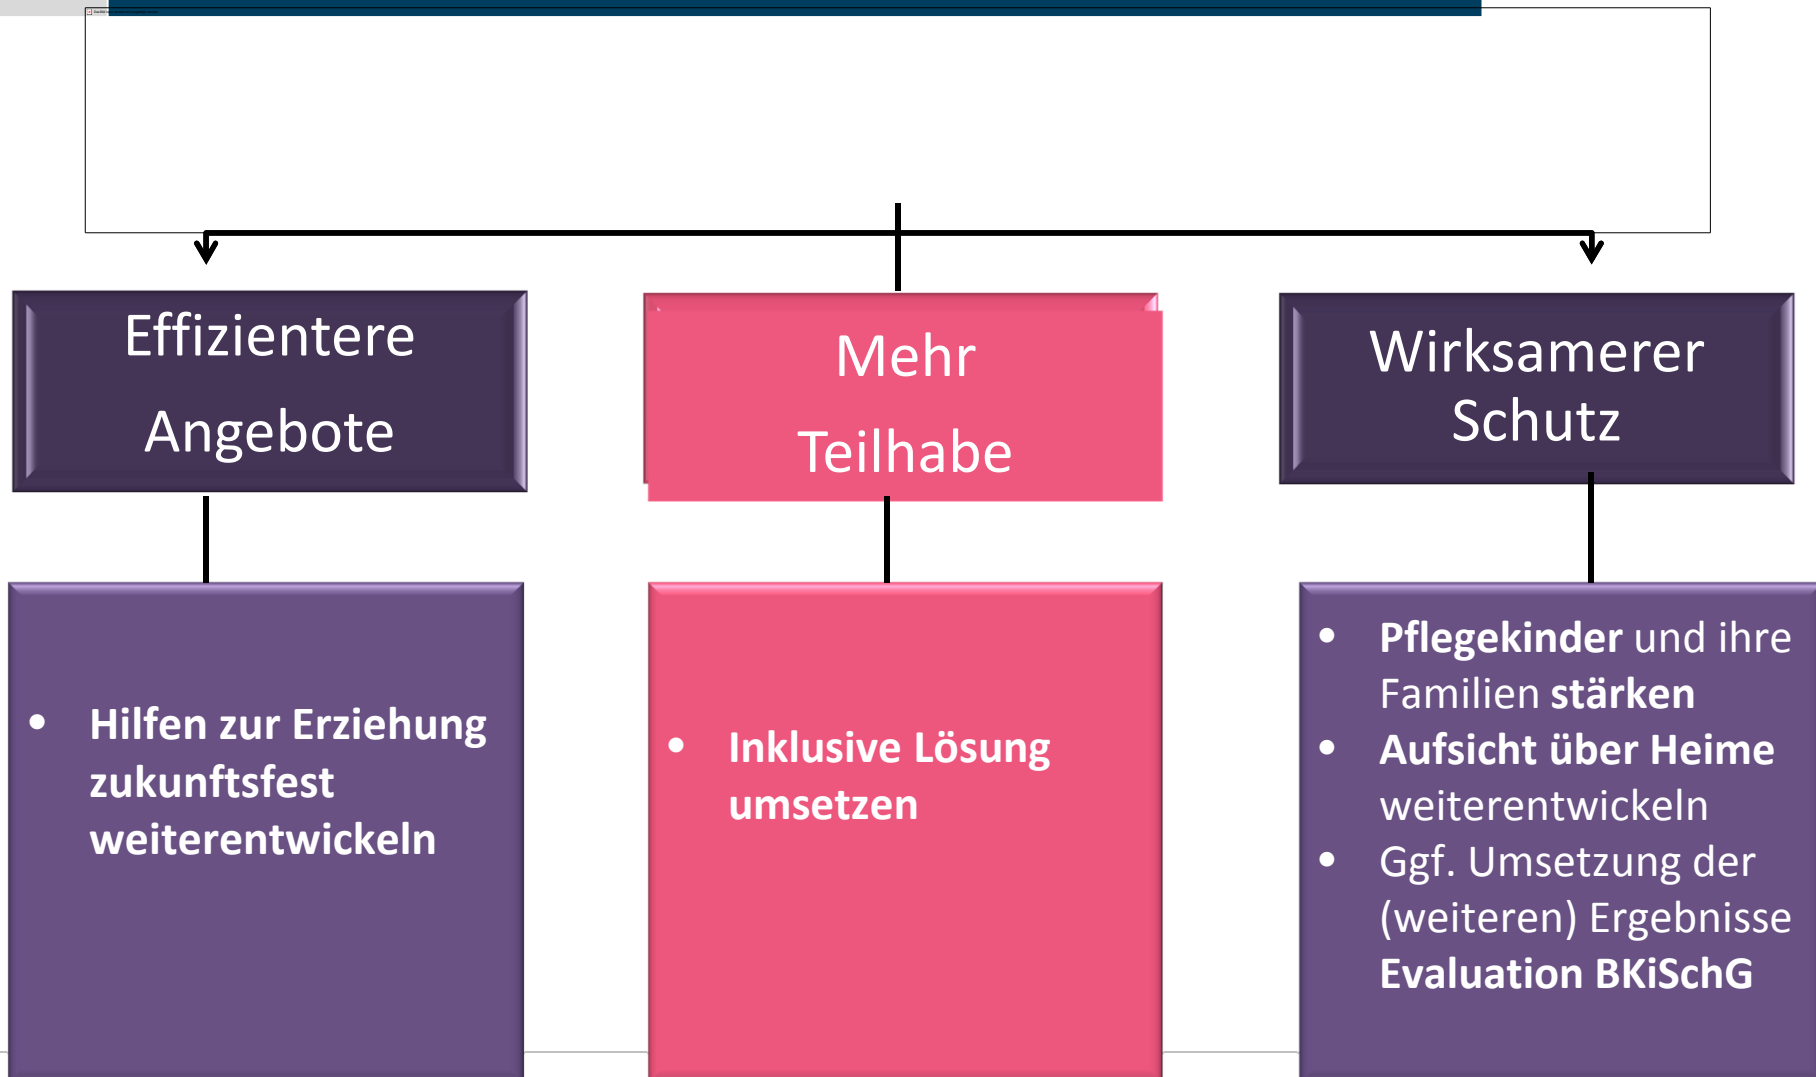 Effizientere
Angebote
Mehr
Teilhabe
Wirksamerer
Schutz
• Hilfen zur Erziehung
zukunftsfest
weiterentwickeln
• Inklusive Lösung
umsetzen
• Pflegekinder und ihre
Familien stärken
• Aufsicht über Heime
weiterentwickeln
• Ggf. Umsetzung der
(weiteren) Ergebnisse
Evaluation BKiSchG